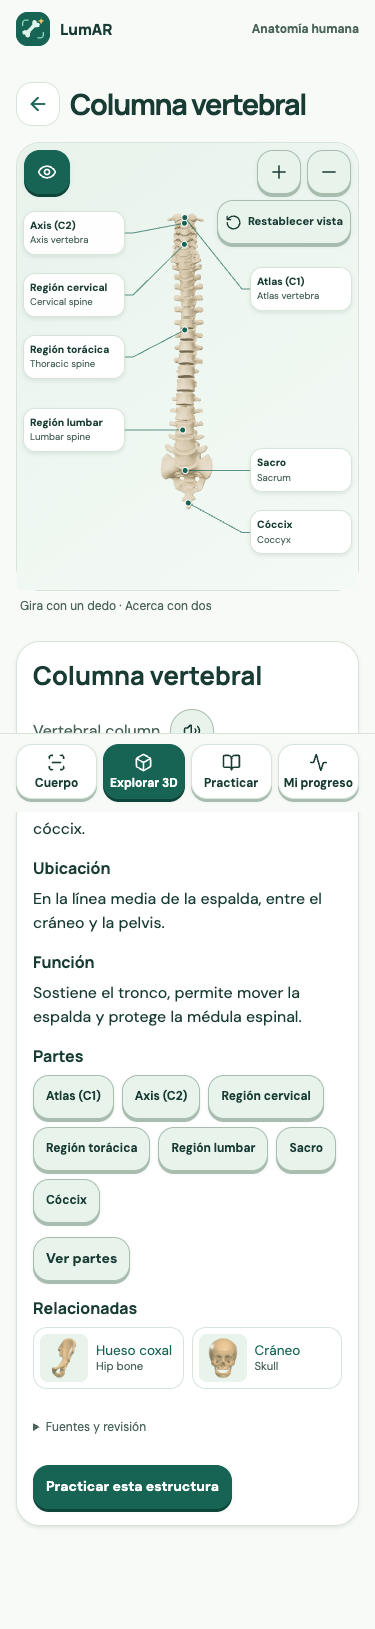 LumAR
Anatomía humana
Columna vertebral
Restablecer vista
Axis (C2)
Axis vertebra
Región cervical
Cervical spine
Atlas (C1)
Atlas vertebra
Región torácica
Thoracic spine
Región lumbar
Lumbar spine
Sacro
Sacrum
Cóccix
Coccyx
Gira con un dedo · Acerca con dos
Columna vertebral
Vertebral column
Cuerpo
Explorar 3D
Practicar
Mi progreso
cóccix.
Ubicación
En la línea media de la espalda, entre el
cráneo y la pelvis.
Función
Sostiene el tronco, permite mover la
espalda y protege la médula espinal.
Partes
Atlas (C1)
Axis (C2)
Región cervical
Región torácica
Región lumbar
Sacro
Cóccix
Ver partes
Relacionadas
Hueso coxal
Hip bone
Cráneo
Skull
Fuentes y revisión
Practicar esta estructura